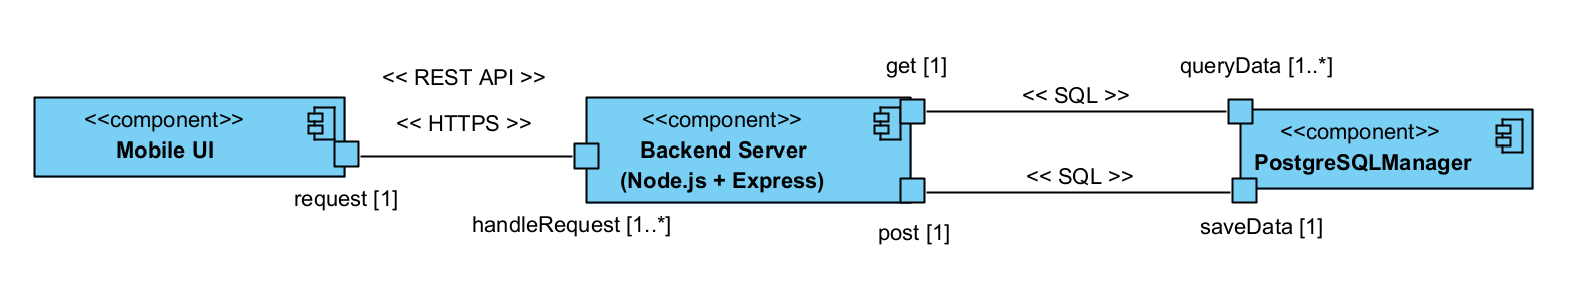 <<component>>
Mobile UI
request [1]
<< REST API >>
<< HTTPS >>
handleRequest [1..*]
<<component>>
Backend Server
(Node.js + Express)
get [1]
post [1]
<< SQL >>
<< SQL >>
queryData [1..*]
<<component>>
PostgreSQLManager
saveData [1]